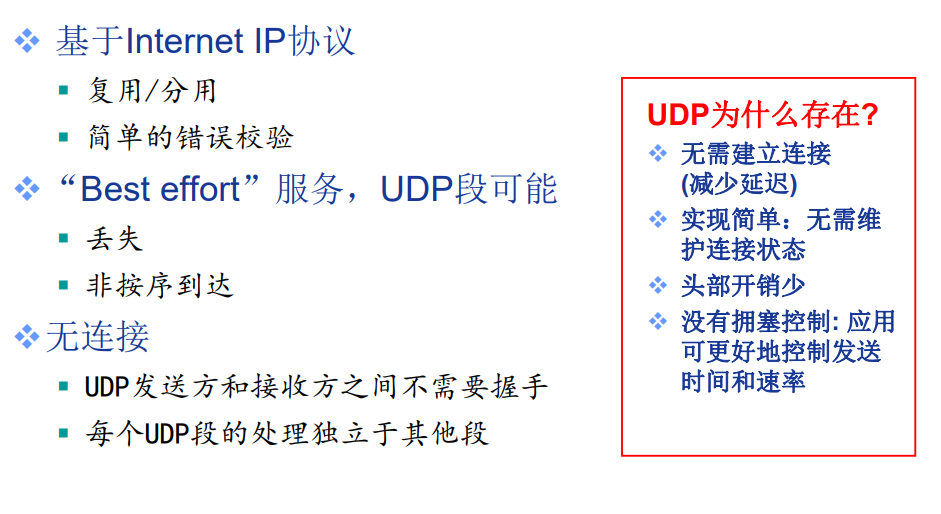 基于Internet IP协议
复用/分用
简单的错误校验
“Best effort”服务，UDP段可能
丢失
非按序到达
无连接
UDP发送方和接收方之间不需要握手
每个UDP段的处理独立于其他段
UDP为什么存在?
无需建立连接
(减少延迟)
实现简单：无需维
护连接状态
头部开销少
没有拥塞控制: 应用
可更好地控制发送
时间和速率